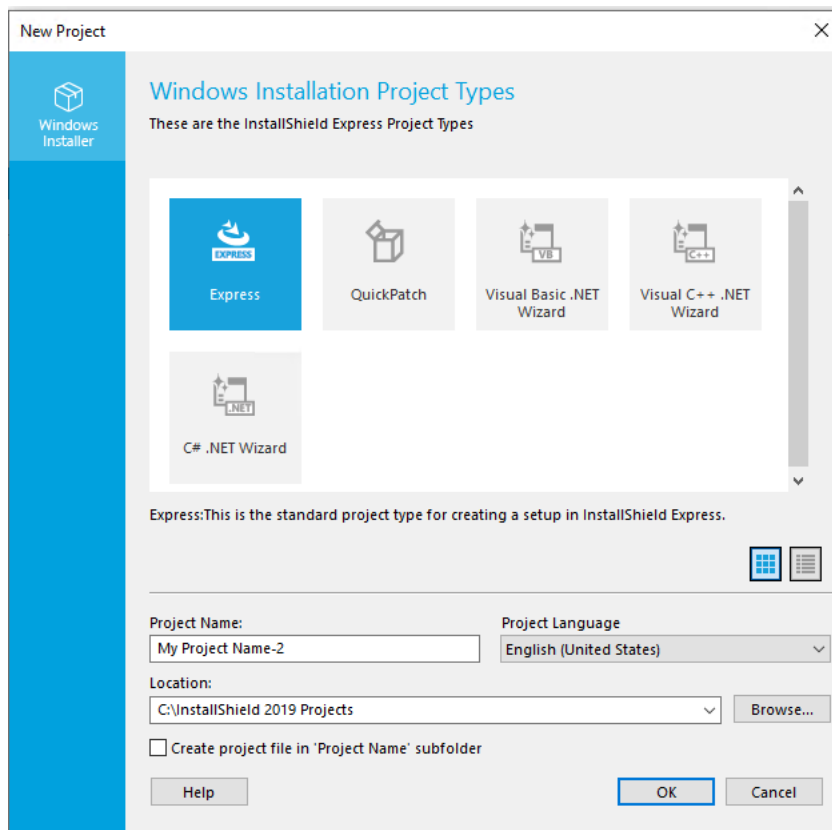 New Project
Windows
Installer
Windows Installation Project Types
These are the InstallShield Express Project Types
EXPRESS
Express
QuickPatch
VB
Visual Basic .NET
Wizard
C++
Visual C++ .NET
Wizard
.NET
C# .NET Wizard
Express:This is the standard project type for creating a setup in InstallShield Express.
Project Name:
My Project Name-2
Project Language
English (United States)
Location:
C:\InstallShield 2019 Projects
Browse...
Create project file in 'Project Name' subfolder
Help
OK
Cancel